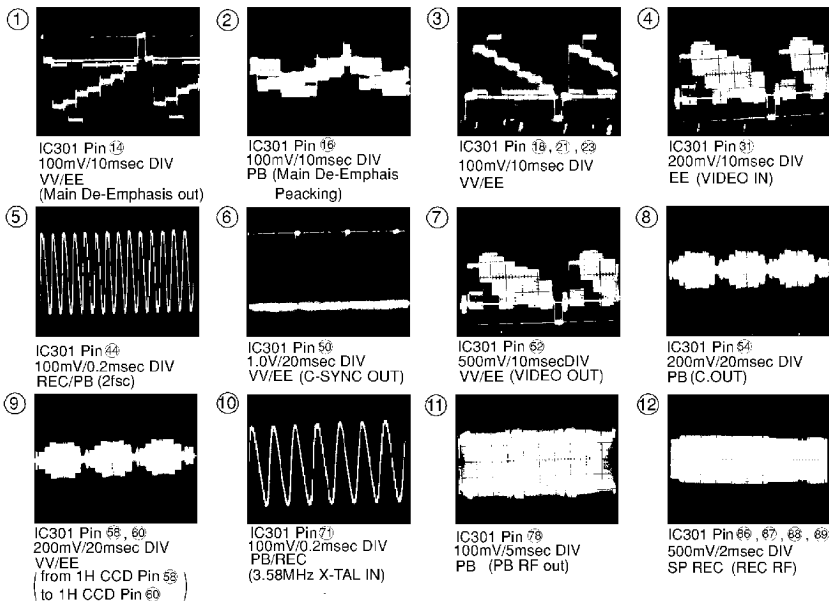 ①
IC301 Pin ⑭
100mV/10msec DIV
VV/EE
(Main De-Emphasis out)
②
IC301 Pin ⑯
100mV/10msec DIV
PB (Main De-Emphais
Peacking)
③
IC301 Pin ⑱, ㉑, ㉓
100mV/10msec DIV
VV/EE
④
IC301 Pin ㉛
200mV/10msec DIV
EE (VIDEO IN)
⑤
IC301 Pin ㊹
100mV/0.2msec DIV
REC/PB (2fsc)
⑥
IC301 Pin ㊿
1.0V/20msec DIV
VV/EE (C-SYNC OUT)
⑦
IC301 Pin 52
500mV/10msecDIV
VV/EE (VIDEO OUT)
⑧
IC301 Pin 54
200mV/20msec DIV
PB (C.OUT)
⑨
IC301 Pin 58, 60
200mV/20msec DIV
VV/EE
(from 1H CCD Pin 58
to 1H CCD Pin 60)
⑩
IC301 Pin 71
100mV/0.2msec DIV
PB/REC
(3.58MHz X-TAL IN)
⑪
IC301 Pin 78
100mV/5msec DIV
PB (PB RF out)
⑫
IC301 Pin 66, 67, 68, 69
500mV/2msec DIV
SP REC (REC RF)